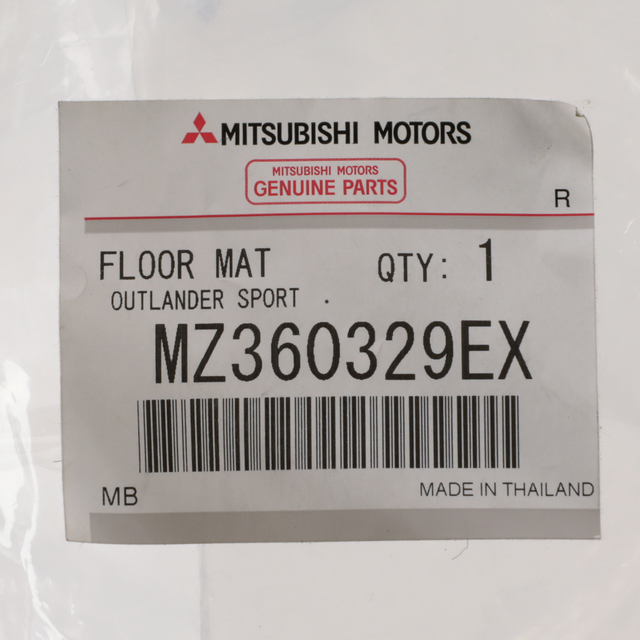 MITSUBISHI MOTORS
MITSUBISHI MOTORS
GENUINE PARTS
R
FLOOR MAT QTY: 1
OUTLANDER SPORT .
MZ360329EX
MB MADE IN THAILAND